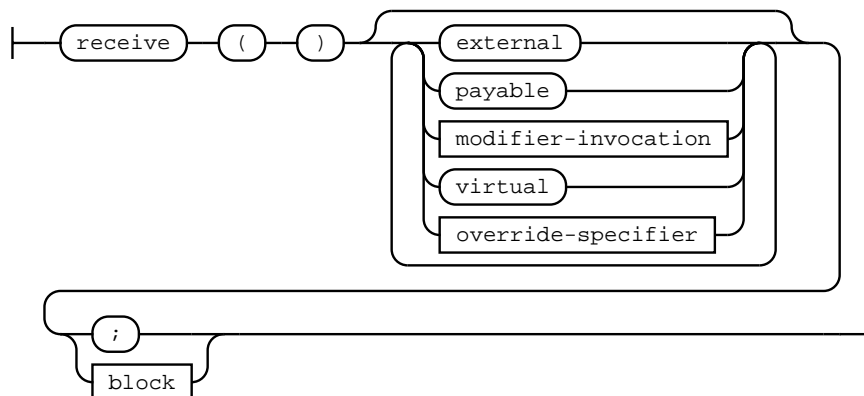 receive ( ) external
payable
modifier-invocation
virtual
override-specifier
;
block